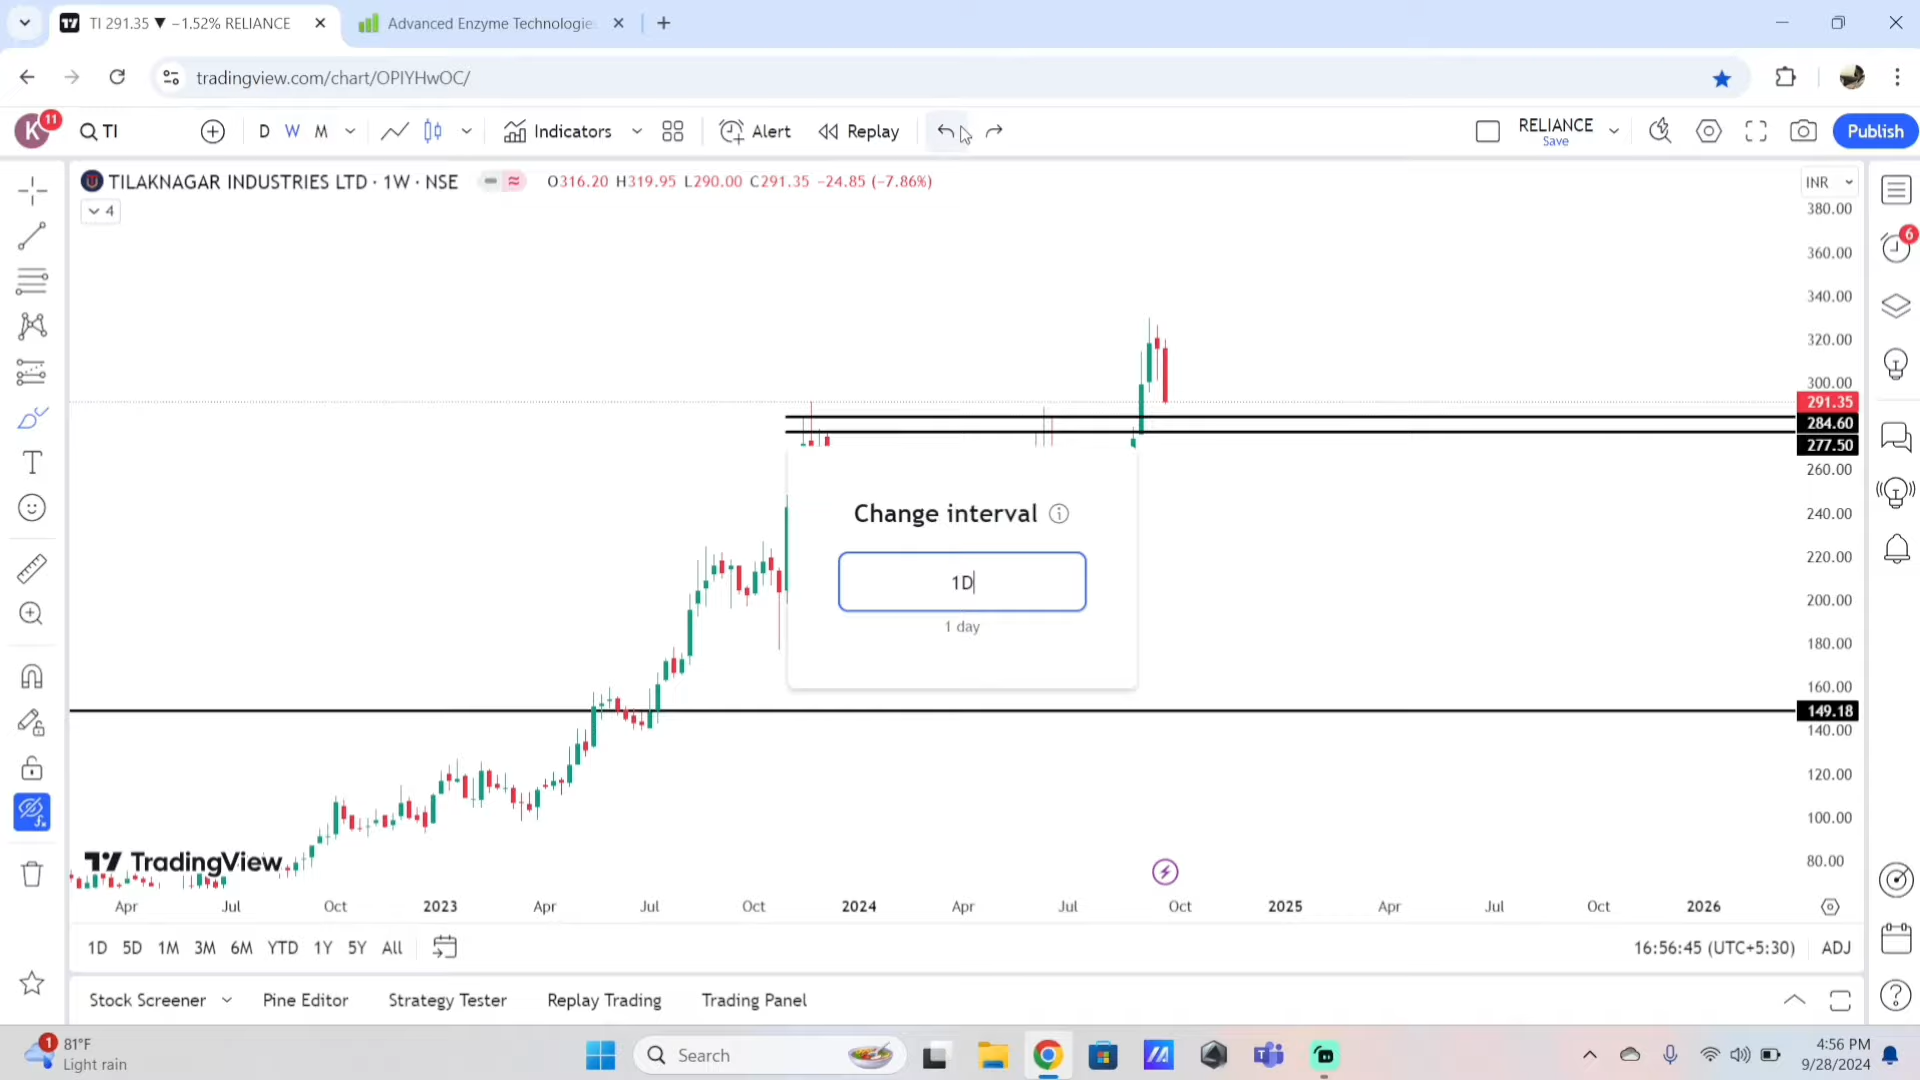 TI 291.35 ▼ −1.52% RELIANCE
Advanced Enzyme Technologies
tradingview.com/chart/OPIYHwOC/
K 11
TI
D W M
Indicators
Alert
Replay
RELIANCE
Save
Publish
TILAKNAGAR INDUSTRIES LTD · 1W · NSE
O316.20 H319.95 L290.00 C291.35 −24.85 (−7.86%)
INR
4
380.00
360.00
6
340.00
320.00
300.00
291.35
284.60
277.50
260.00
240.00
220.00
200.00
180.00
160.00
149.18
140.00
120.00
100.00
80.00
Change interval
1D
1 day
TradingView
Apr Jul Oct 2023 Apr Jul Oct 2024 Apr Jul Oct 2025 Apr Jul Oct 2026
1D 5D 1M 3M 6M YTD 1Y 5Y All
16:56:45 (UTC+5:30) ADJ
Stock Screener Pine Editor Strategy Tester Replay Trading Trading Panel
1
81°F
Light rain
Search
4:56 PM
9/28/2024